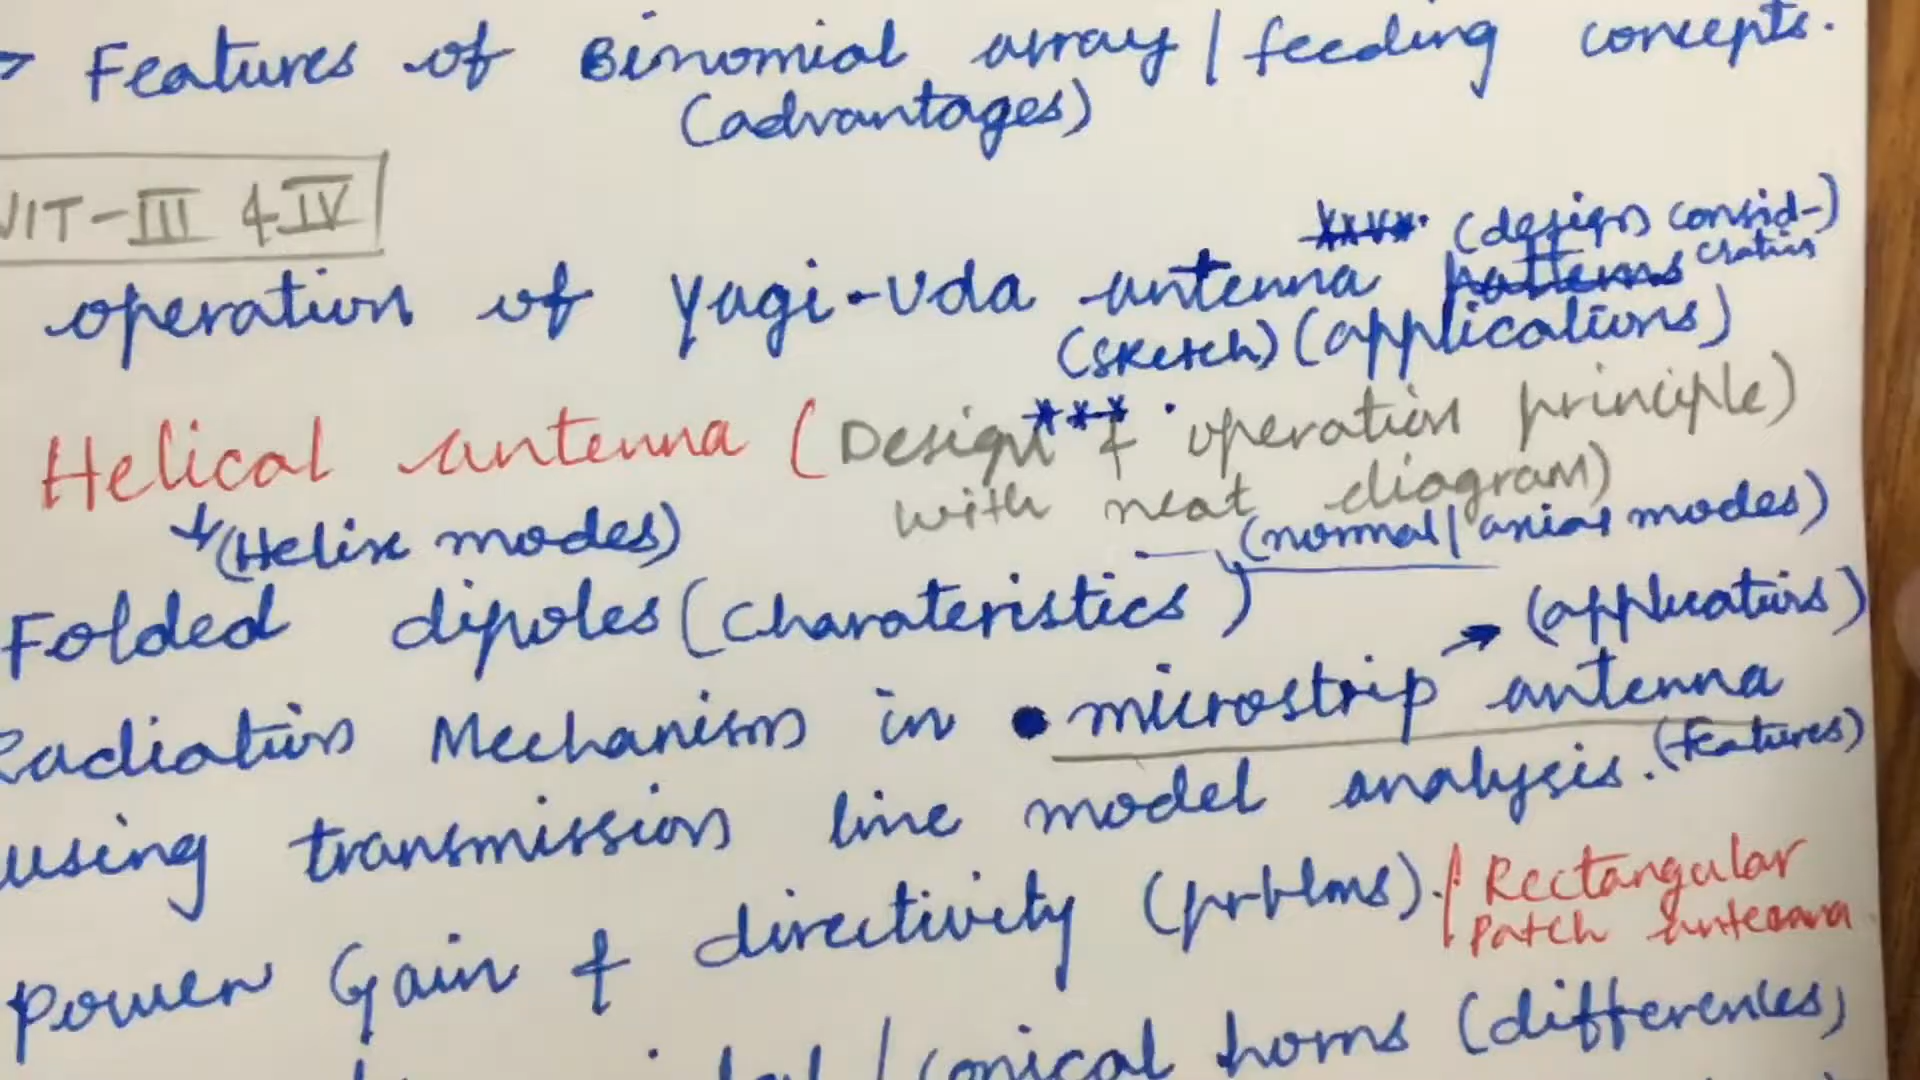 > Features of Binomial array / feeding concepts.
(advantages)
NIT-III & IV
**** (design consid-)
operation of Yagi-Uda antenna patterns erations
(sketch) (applications)
Helical antenna (Design *** & operation principle)
with neat diagram)
↓ (Helix modes)
(normal / axial modes)
Folded dipoles (Charateristics)
→ (applications)
Radiation Mechanism in • microstrip antenna
using transmission line model analysis. (features)
Power Gain & directivity (prblms). / Rectangular
Patch antenna
/ conical horns (differences)